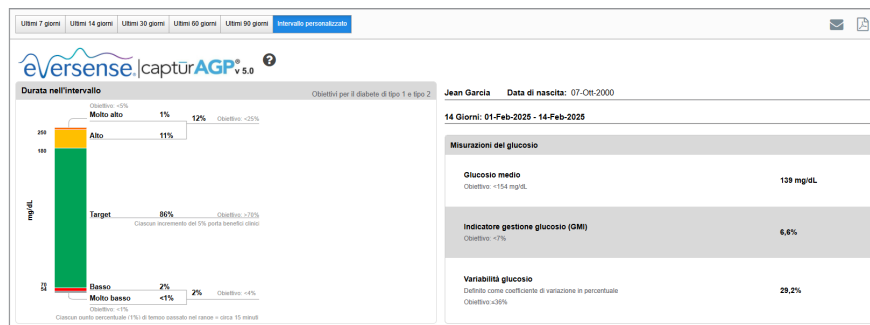 Ultimi 7 giorni Ultimi 14 giorni Ultimi 30 giorni Ultimi 60 giorni Ultimi 90 giorni Intervallo personalizzato
eversense. captūrAGP® v 5.0 ?
Durata nell'intervallo Obiettivi per il diabete di tipo 1 e tipo 2
Obiettivo: <5%
Molto alto 1%
12% Obiettivo: <25%
250
Alto 11%
180
mg/dL
Target 86% Obiettivo: >70%
Ciascun incremento del 5% porta benefici clinic
70
Basso 2%
54
2% Obiettivo: <4%
Molto basso <1%
Obiettivo: <1%
Ciascun punto percentuale (1%) di tempo passato nel range = circa 15 minuti
Jean Garcia Data di nascita: 07-Ott-2000
14 Giorni: 01-Feb-2025 - 14-Feb-2025
Misurazioni del glucosio
Glucosio medio 139 mg/dL
Obiettivo: <154 mg/dL
Indicatore gestione glucosio (GMI) 6,6%
Obiettivo: <7%
Variabilità glucosio
Definito come coefficiente di variazione in percentuale 29,2%
Obiettivo:≤36%